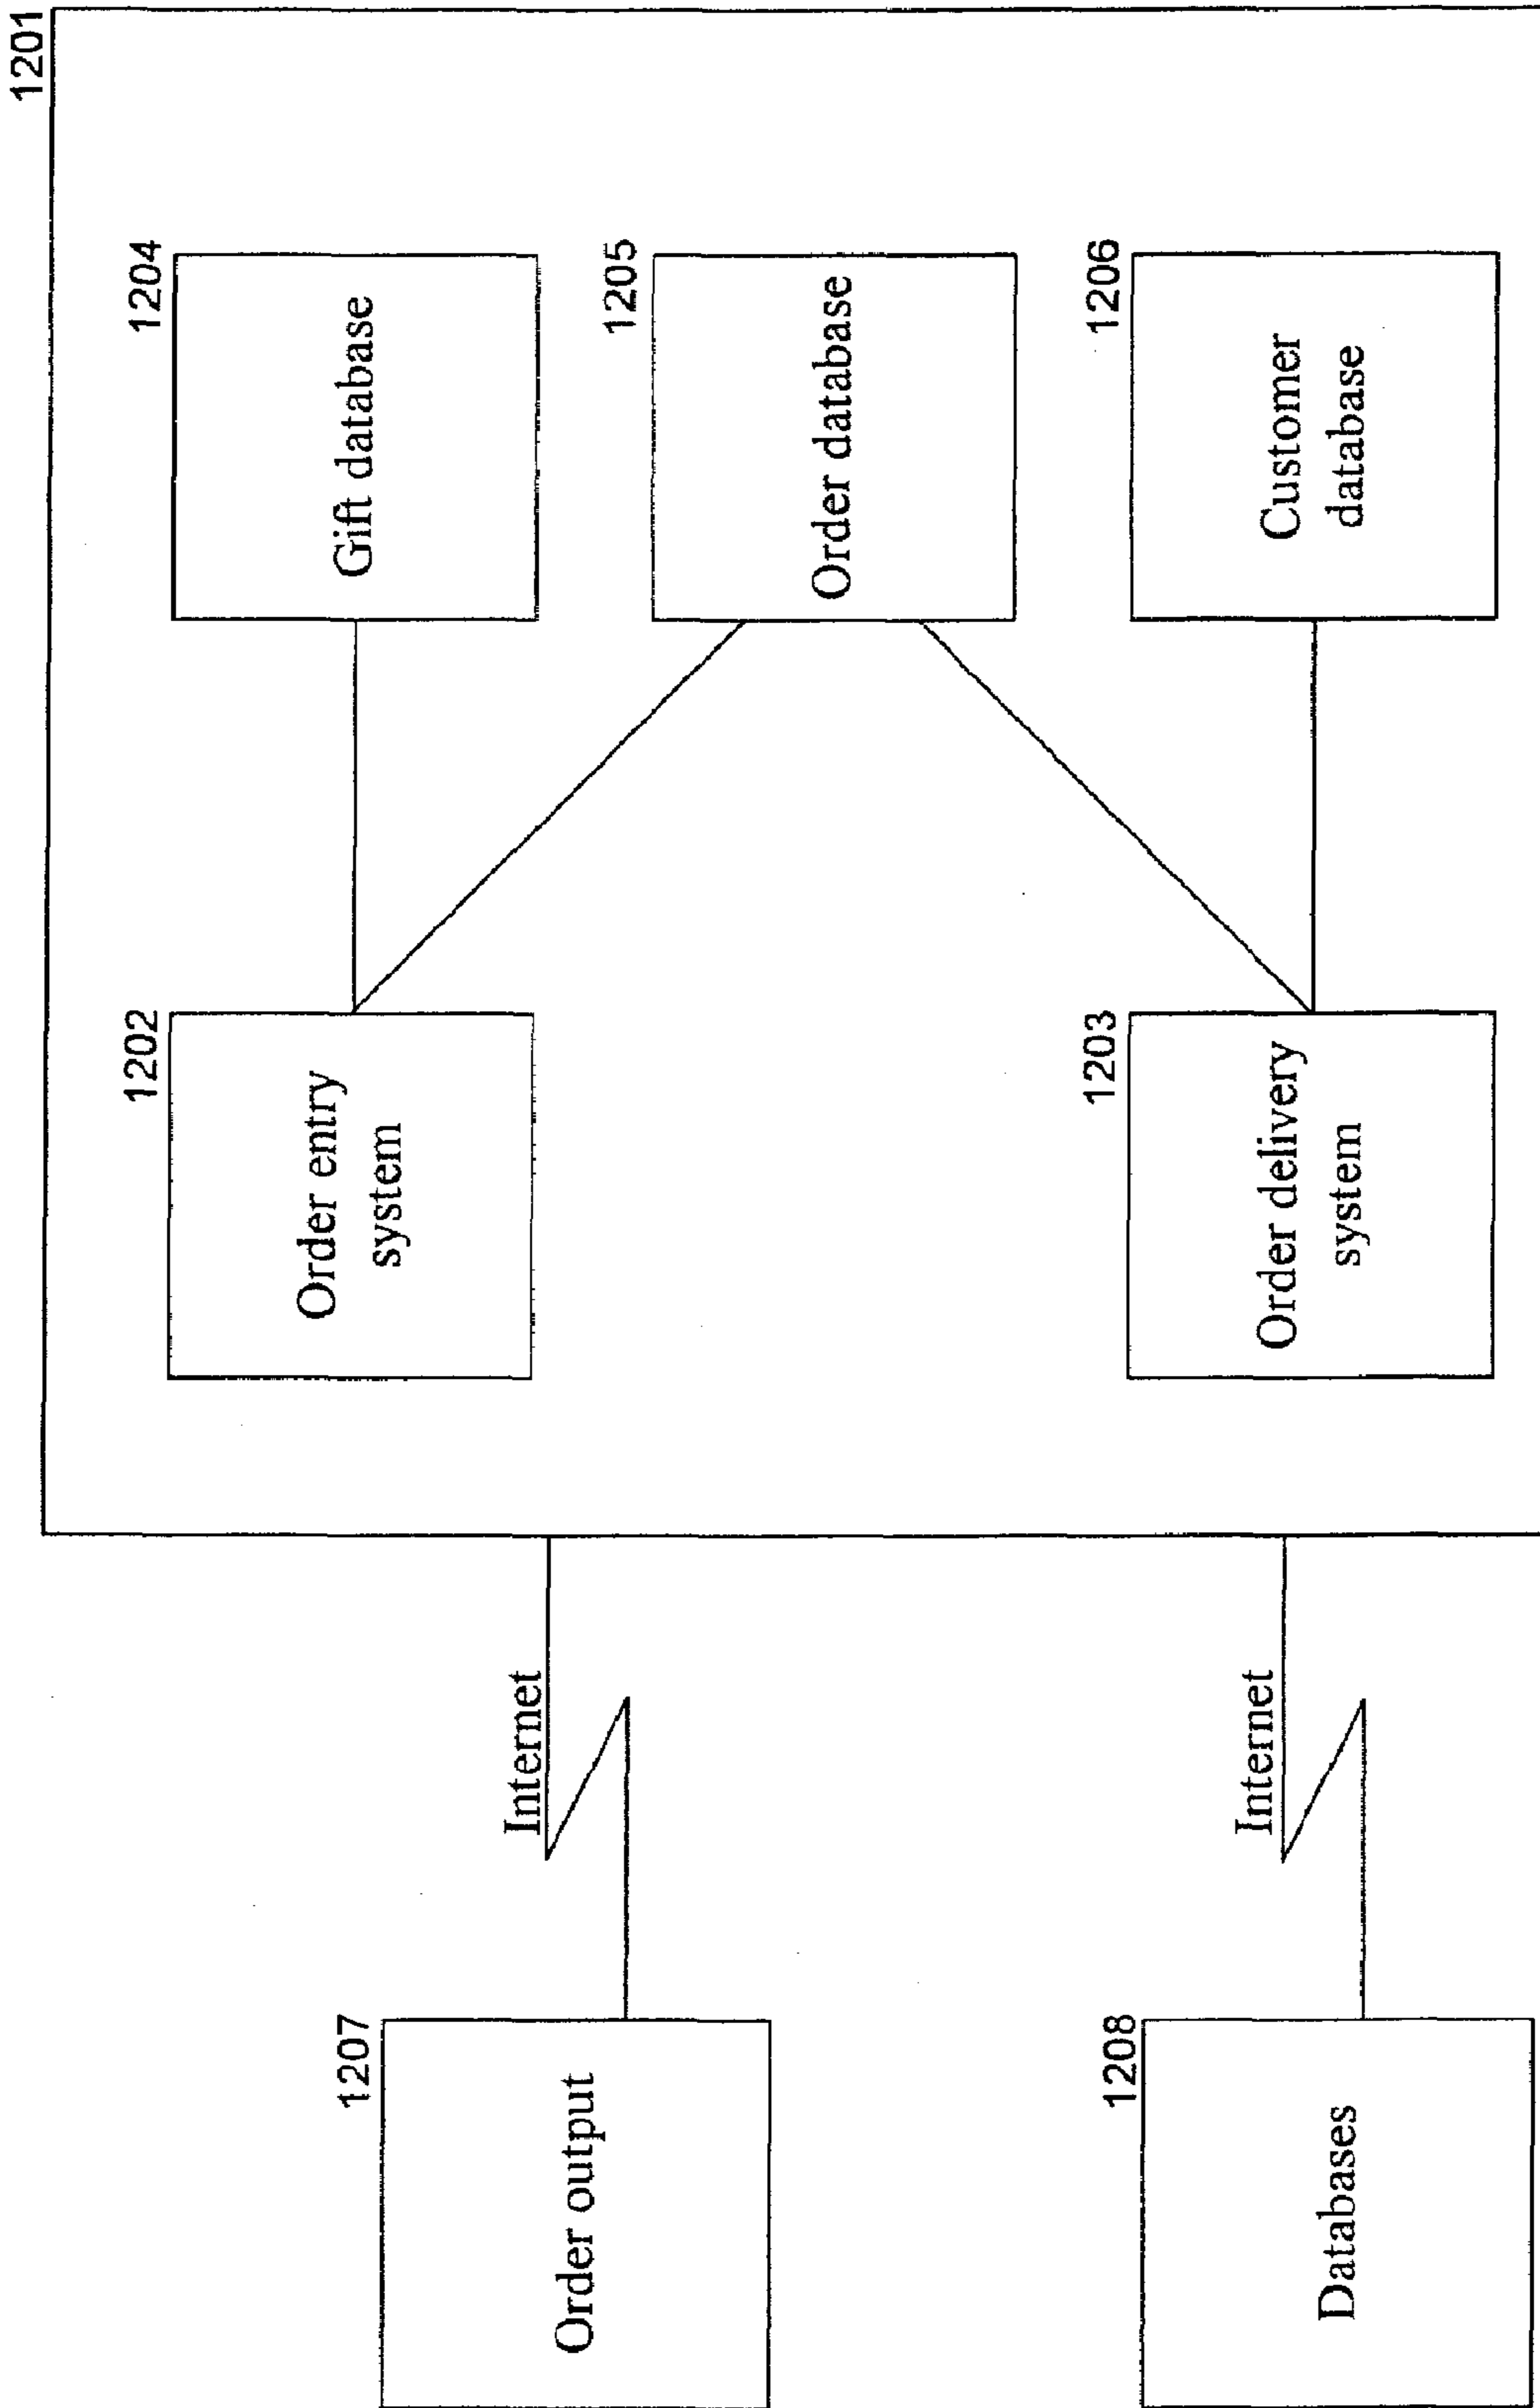 1201
1202
Order entry
system
1204
Gift database
1205
Order database
1203
Order delivery
system
1206
Customer
database
1207
Order output
Internet
1208
Databases
Internet